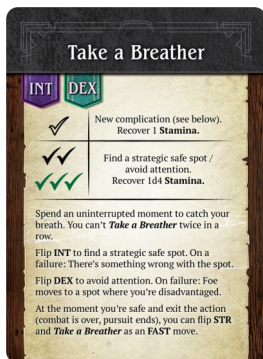 Take a Breather
INT DEX
New complication (see below).
Recover 1 Stamina.
Find a strategic safe spot /
avoid attention.
Recover 1d4 Stamina.
Spend an uninterrupted moment to catch your
breath. You can't Take a Breather twice in a
row.
Flip INT to find a strategic safe spot. On a
failure: There's something wrong with the spot.
Flip DEX to avoid attention. On failure: Foe
moves to a spot where you're disadvantaged.
At the moment you're safe and exit the action
(combat is over, pursuit ends), you can flip STR
and Take a Breather as an FAST move.